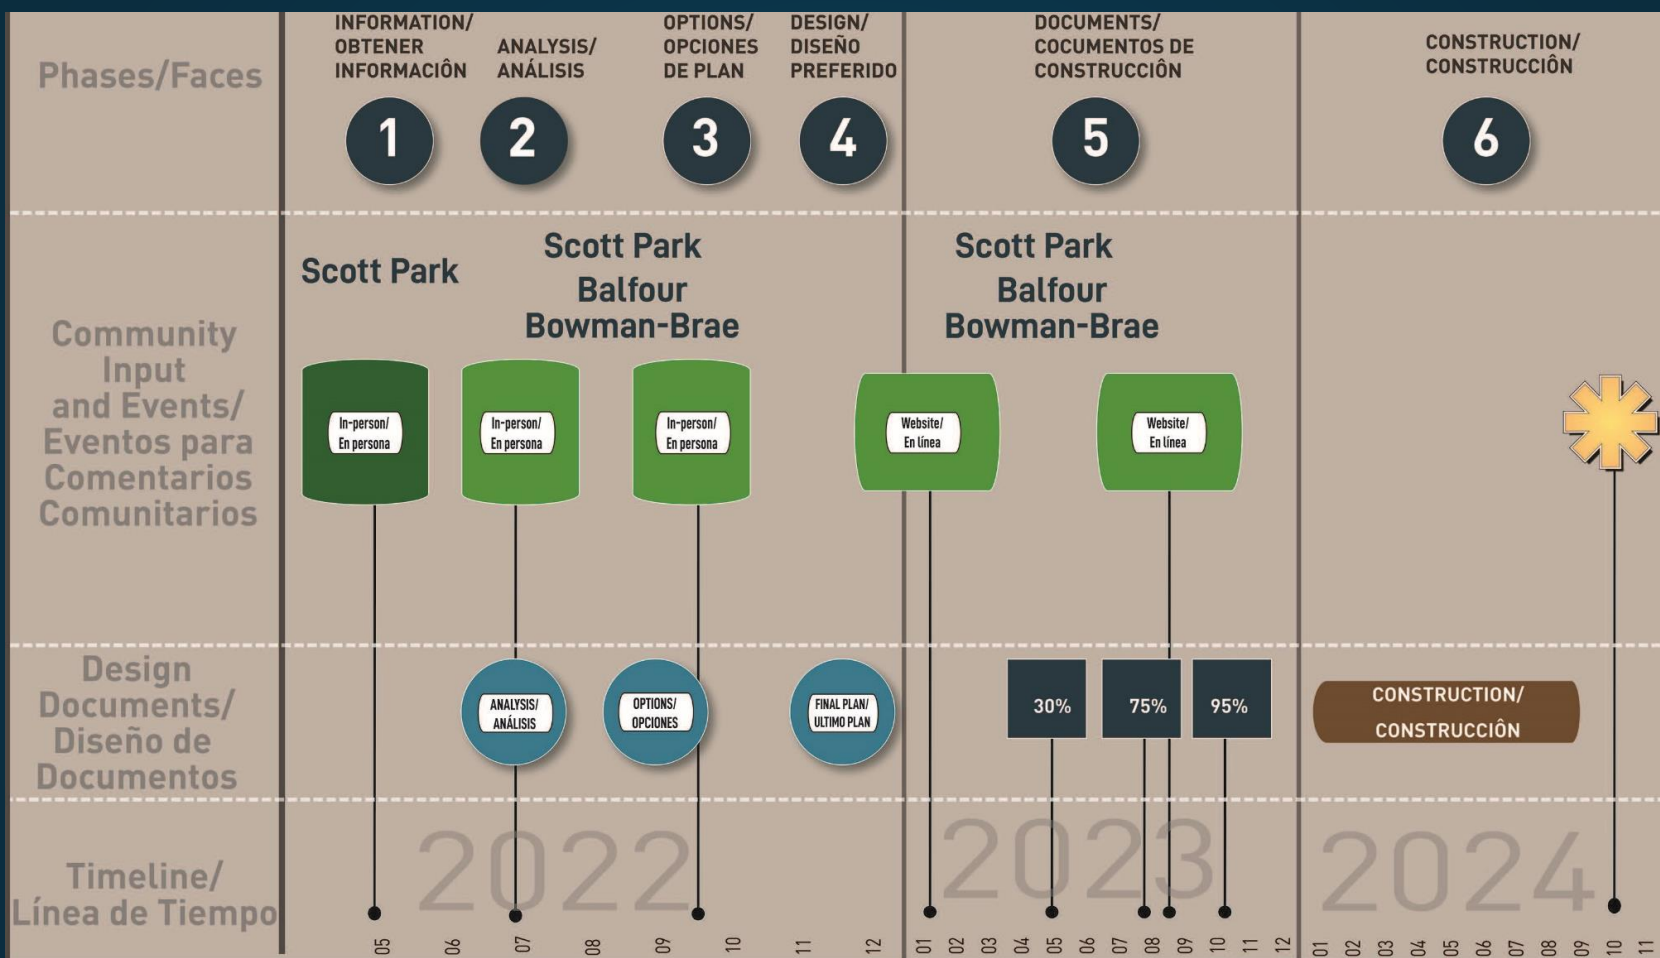 Phases/Faces
INFORMATION/
OBTENER
INFORMACIÔN
ANALYSIS/
ANÁLISIS
OPTIONS/
OPCIONES
DE PLAN
DESIGN/
DISEÑO
PREFERIDO
DOCUMENTS/
COCUMENTOS DE
CONSTRUCCIÔN
CONSTRUCTION/
CONSTRUCCIÔN
1
2
3
4
5
6
Community
Input
and Events/
Eventos para
Comentarios
Comunitarios
Scott Park
Scott Park
Balfour
Bowman-Brae
Scott Park
Balfour
Bowman-Brae
In-person/
En persona
In-person/
En persona
In-person/
En persona
Website/
En línea
Website/
En línea
Design
Documents/
Diseño de
Documentos
ANALYSIS/
ANÁLISIS
OPTIONS/
OPCIONES
FINAL PLAN/
ULTIMO PLAN
30%
75%
95%
CONSTRUCTION/
CONSTRUCCIÔN
Timeline/
Línea de Tiempo
2022
2023
2024
05
06
07
08
09
10
11
12
01
02
03
04
05
06
07
08
09
10
11
12
01
02
03
04
05
06
07
08
09
10
11